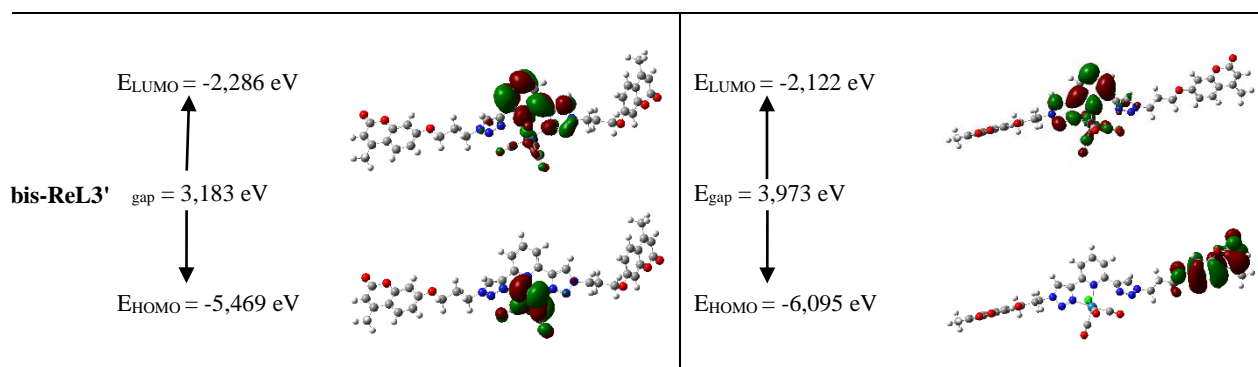 E_LUMO = -2,286 eV
bis-ReL3' gap = 3,183 eV
E_HOMO = -5,469 eV
E_LUMO = -2,122 eV
E_gap = 3,973 eV
E_HOMO = -6,095 eV